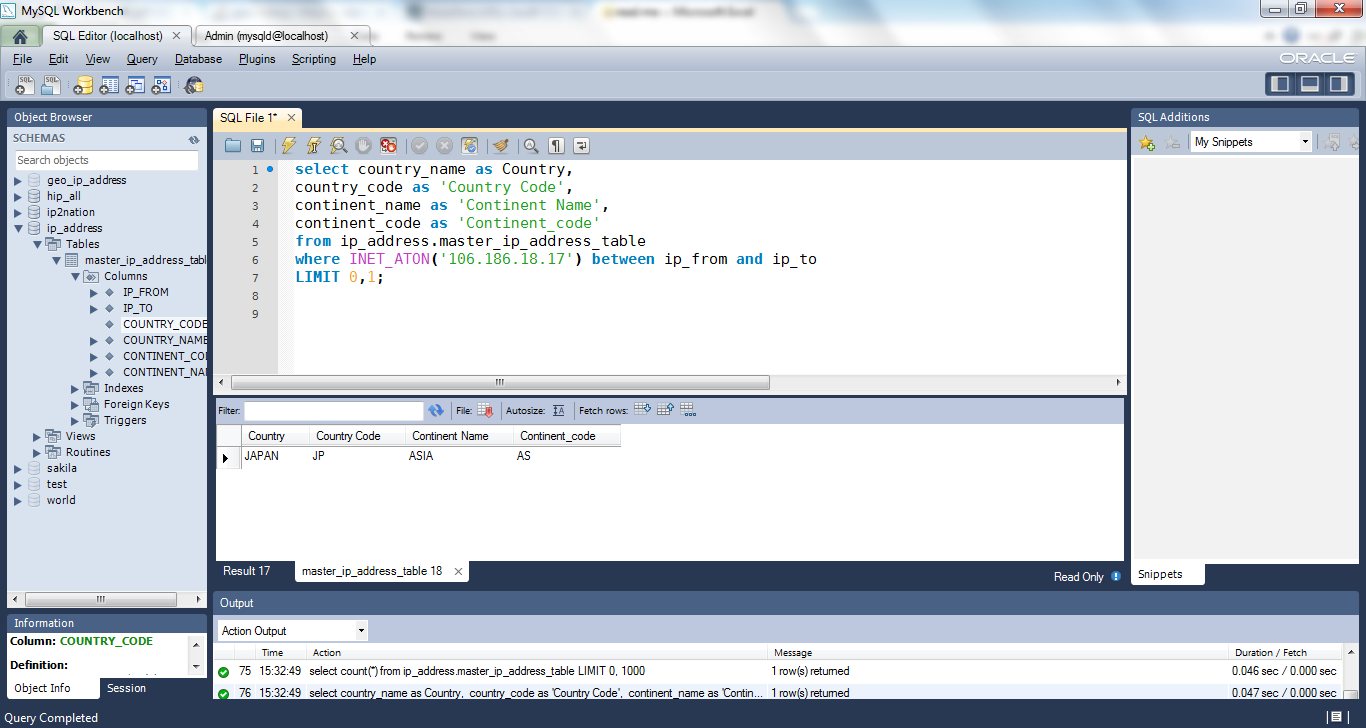 MySQL Workbench
SQL Editor (localhost)
Admin (mysqld@localhost)
File Edit View Query Database Plugins Scripting Help
ORACLE
Object Browser
SCHEMAS
Search objects
geo_ip_address
hip_all
ip2nation
ip_address
Tables
master_ip_address_tabl
Columns
IP_FROM
IP_TO
COUNTRY_CODE
COUNTRY_NAME
CONTINENT_CO
CONTINENT_NA
Indexes
Foreign Keys
Triggers
Views
Routines
sakila
test
world
Information
Column: COUNTRY_CODE
Definition:
Object Info Session
SQL File 1*
1 select country_name as Country,
2 country_code as 'Country Code',
3 continent_name as 'Continent Name',
4 continent_code as 'Continent_code'
5 from ip_address.master_ip_address_table
6 where INET_ATON('106.186.18.17') between ip_from and ip_to
7 LIMIT 0,1;
8
9
Filter: File: Autosize: Fetch rows:
Country Country Code Continent Name Continent_code
JAPAN JP ASIA AS
Result 17 master_ip_address_table 18
Read Only
SQL Additions
My Snippets
Snippets
Output
Action Output
Time Action Message Duration / Fetch
75 15:32:49 select count(*) from ip_address.master_ip_address_table LIMIT 0, 1000 1 row(s) returned 0.046 sec / 0.000 sec
76 15:32:49 select country_name as Country, country_code as 'Country Code', continent_name as 'Contin... 1 row(s) returned 0.047 sec / 0.000 sec
Query Completed